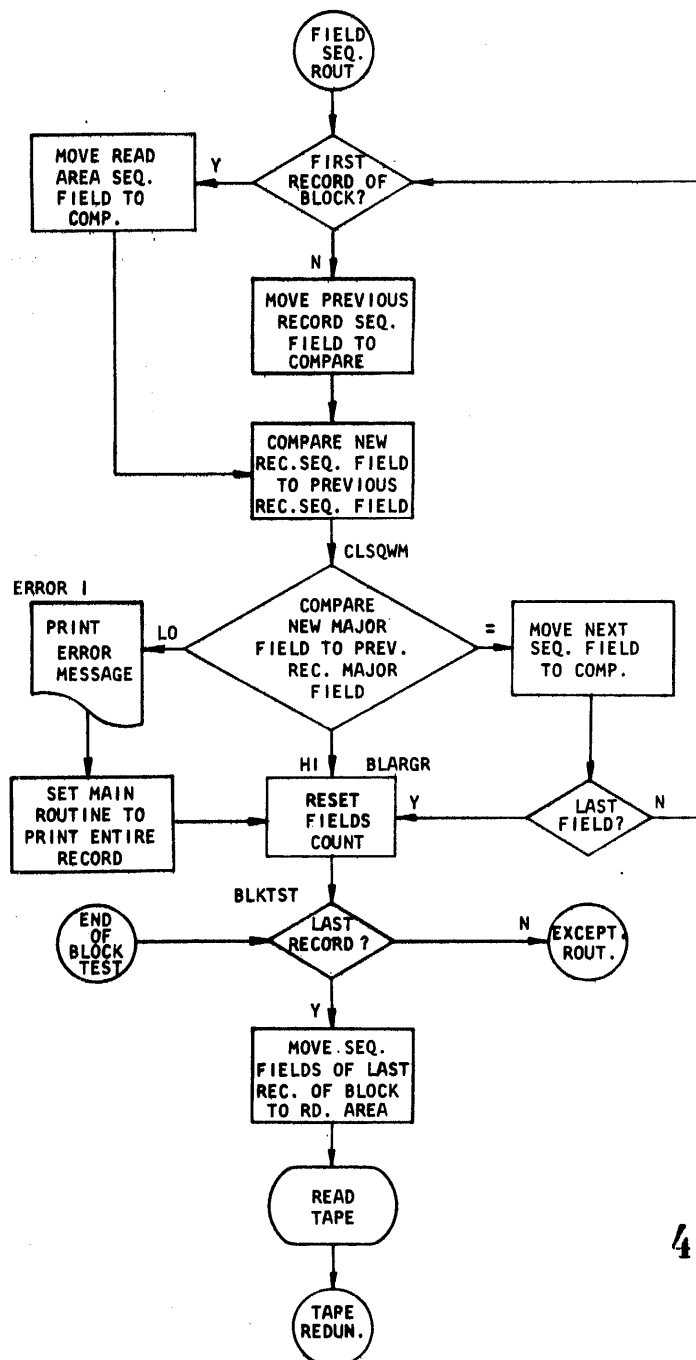 FIELD
SEQ.
ROUT
MOVE READ
AREA SEQ.
FIELD TO
COMP.
Y
FIRST
RECORD OF
BLOCK?
N
MOVE PREVIOUS
RECORD SEQ.
FIELD TO
COMPARE
COMPARE NEW
REC.SEQ. FIELD
TO PREVIOUS
REC.SEQ. FIELD
CLSQWM
ERROR I
PRINT
ERROR
MESSAGE
LO
COMPARE
NEW MAJOR
FIELD TO PREV.
REC. MAJOR
FIELD
=
MOVE NEXT
SEQ. FIELD
TO COMP.
HI BLARGR
SET MAIN
ROUTINE TO
PRINT ENTIRE
RECORD
RESET
FIELDS
COUNT
Y
LAST
FIELD?
N
BLKTST
END
OF
BLOCK
TEST
LAST
RECORD ?
N
EXCEPT.
ROUT.
Y
MOVE SEQ.
FIELDS OF LAST
REC. OF BLOCK
TO RD. AREA
READ
TAPE
TAPE
REDUN.
4